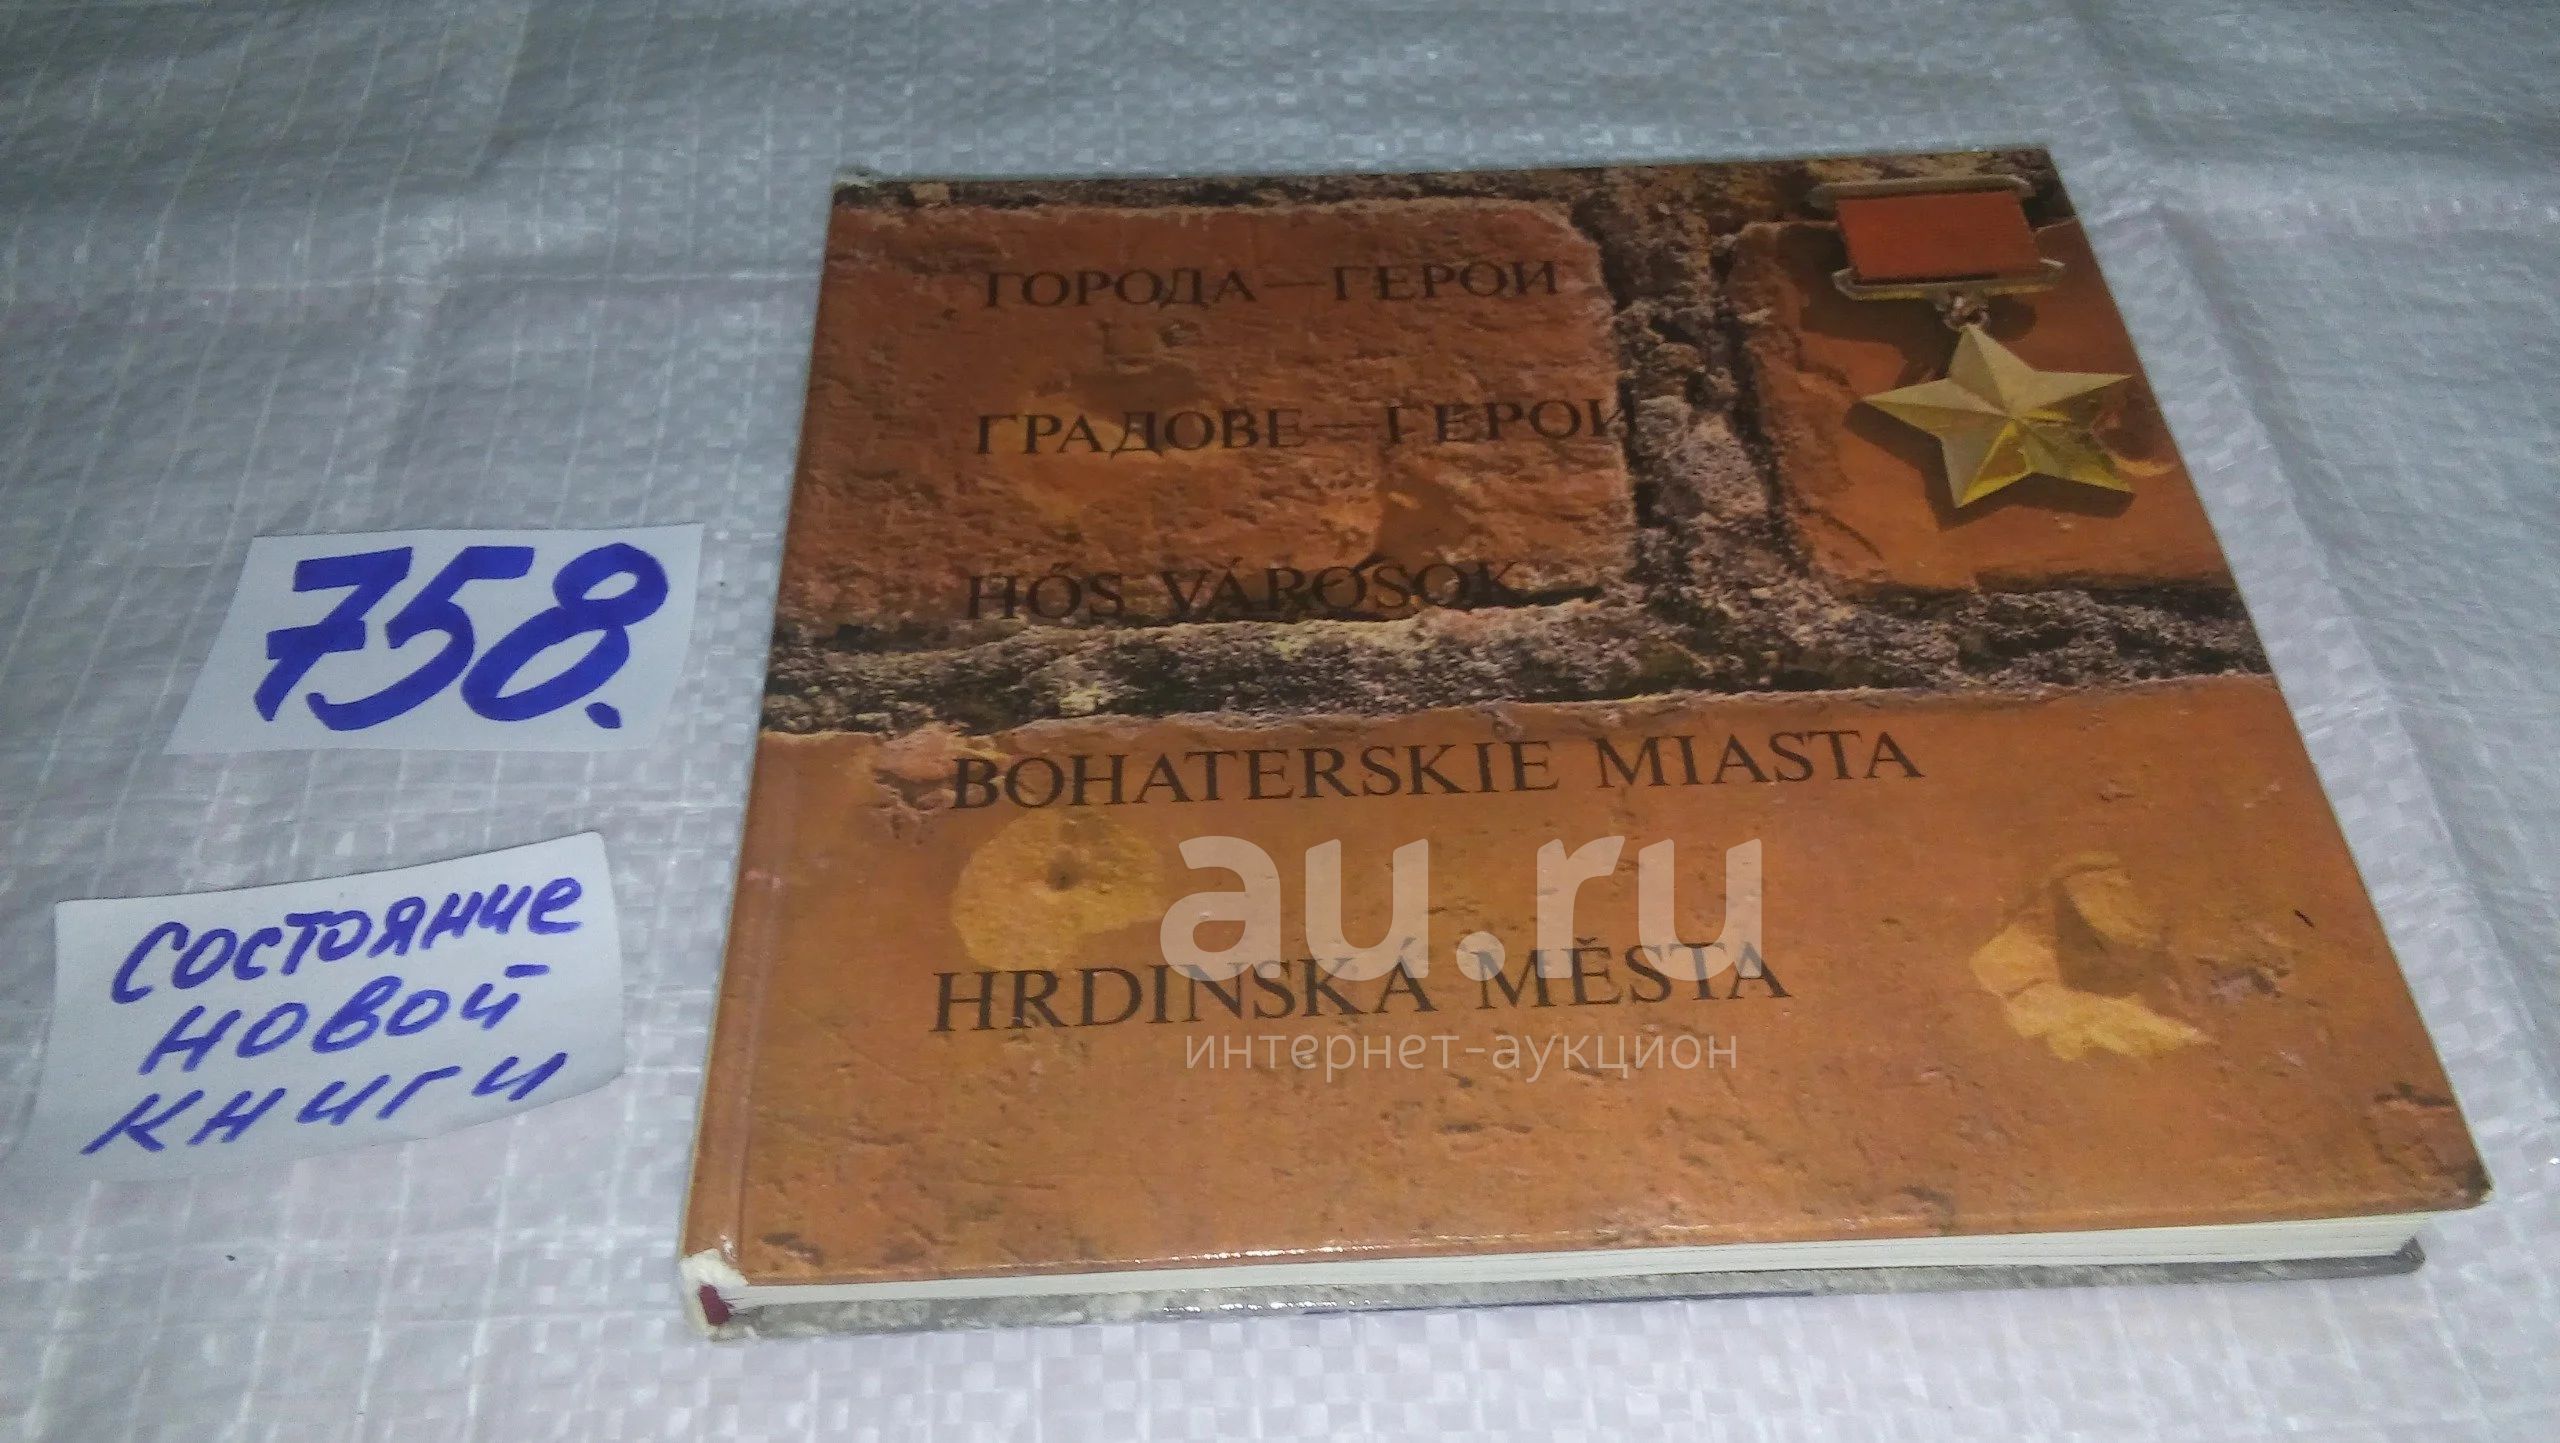 ГОРОДА—ГЕРОИ
ГРАДОВЕ—ГЕРОИ
HŐS VÁROSOK
BOHATERSKIE MIASTA
HRDINSKÁ MĚSTA
758.
состояние
новой
книги
au.ru
интернет-аукцион